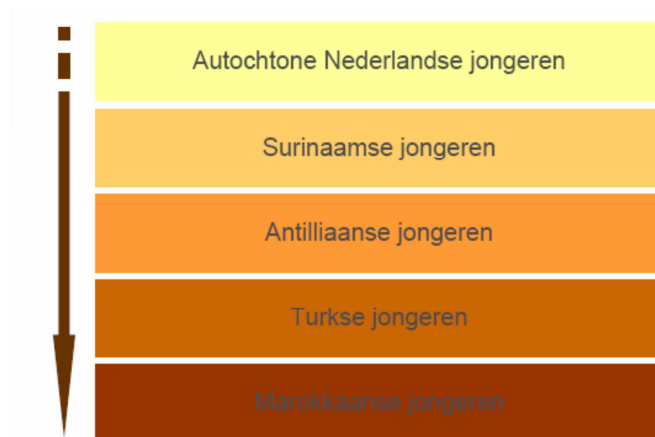 Autochtone Nederlandse jongeren
Surinaamse jongeren
Antilliaanse jongeren
Turkse jongeren
Marokkaanse jongeren